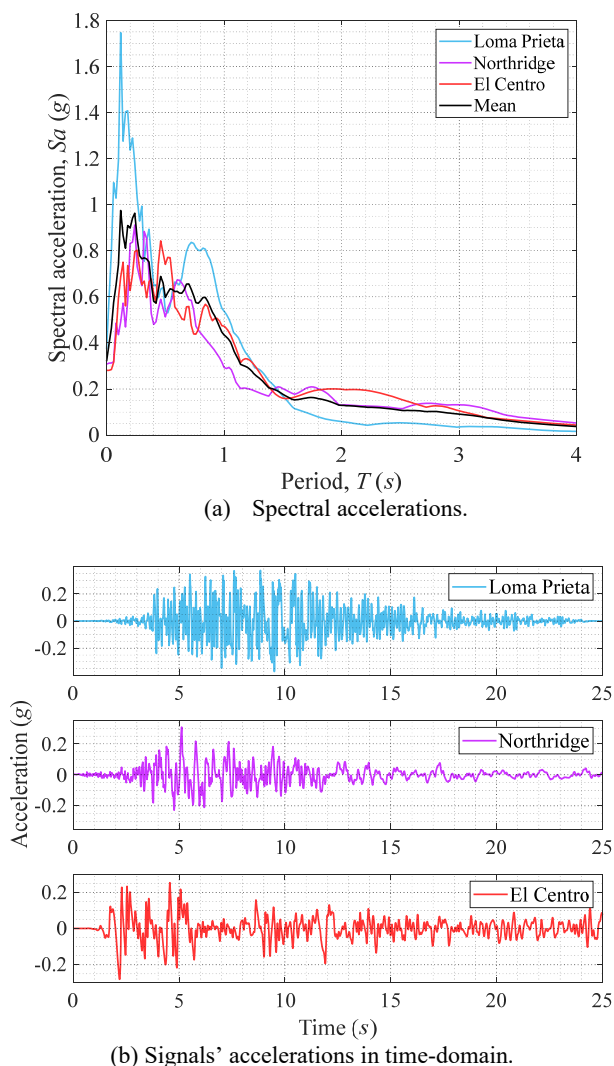 1.8
1.6
1.4
1.2
1
0.8
0.6
0.4
0.2
0
Spectral acceleration, Sa (g)
Loma Prieta
Northridge
El Centro
Mean
0 1 2 3 4
Period, T (s)
(a) Spectral accelerations.
Acceleration (g)
0.2
0
-0.2
Loma Prieta
0 5 10 15 20 25
0.2
0
-0.2
Northridge
0 5 10 15 20 25
0.2
0
-0.2
El Centro
0 5 10 15 20 25
Time (s)
(b) Signals’ accelerations in time-domain.